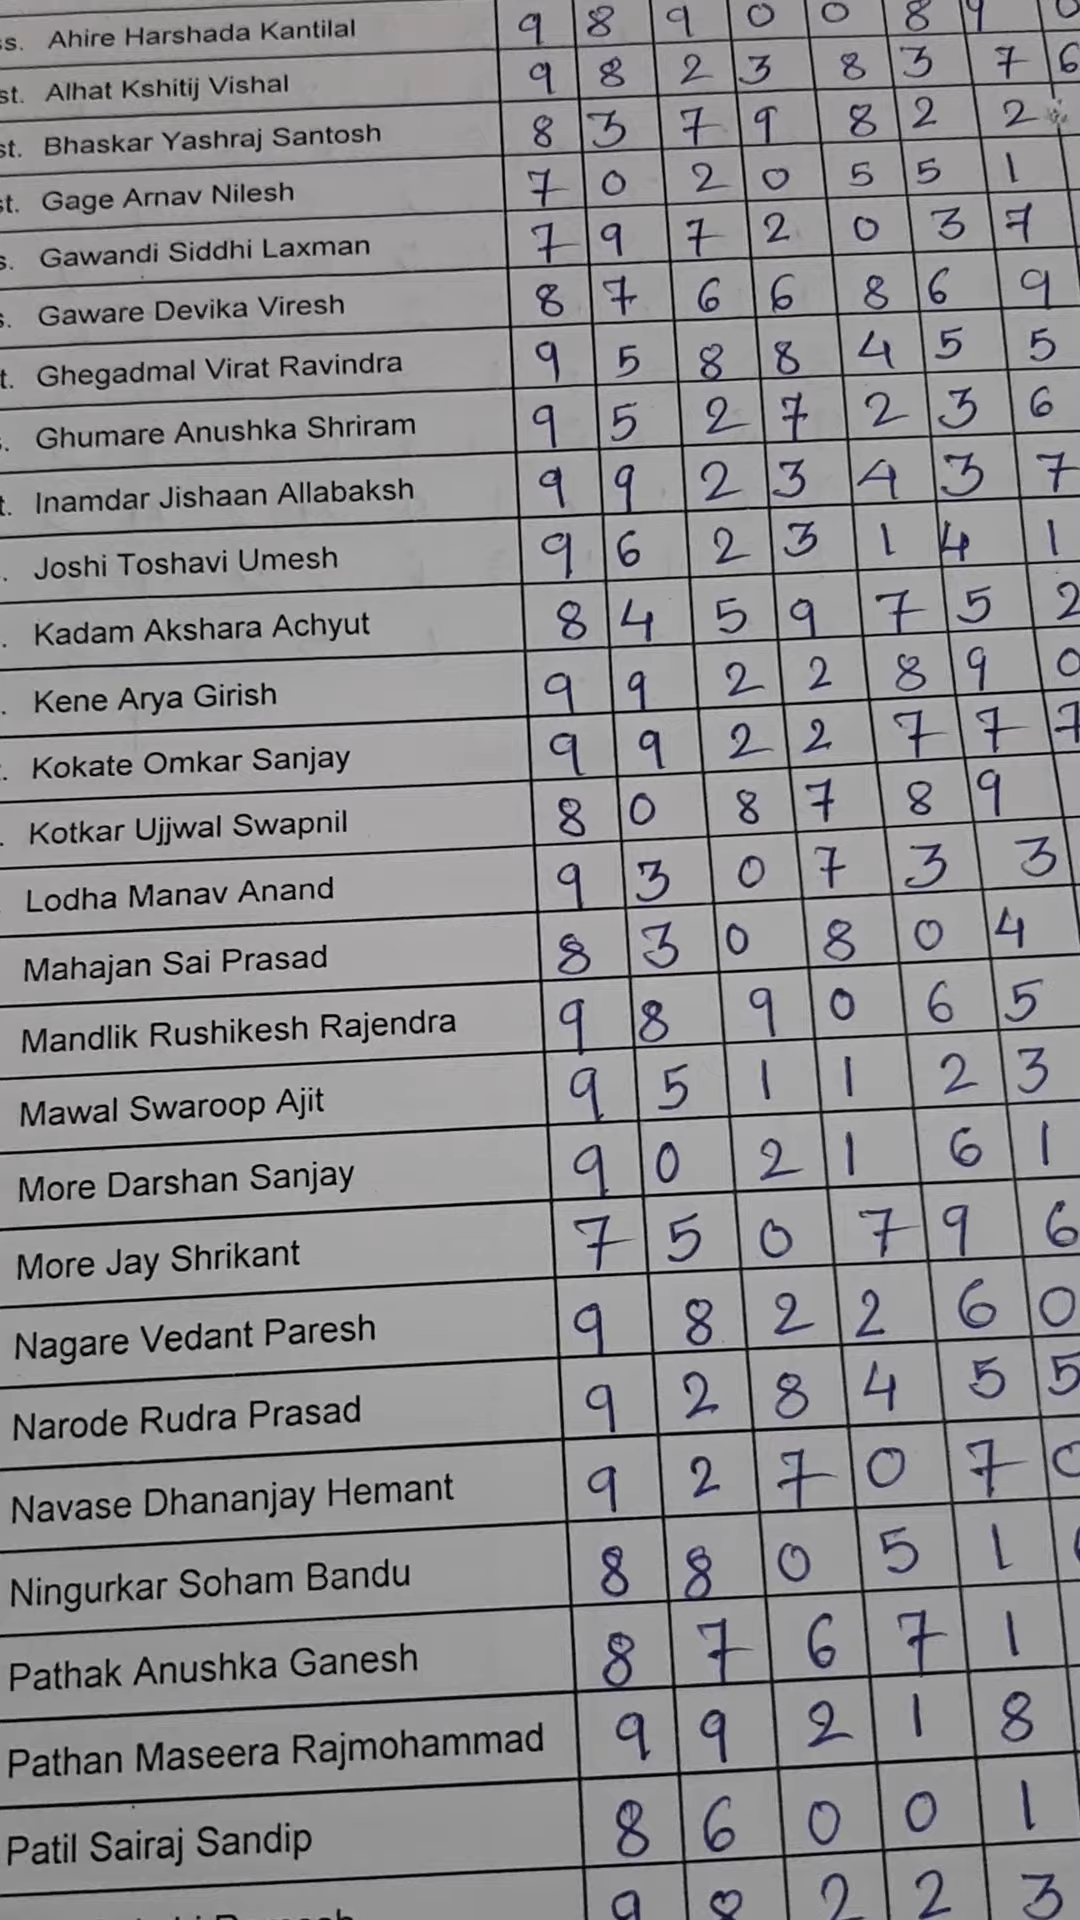 ss. Ahire Harshada Kantilal 9 8 9 0 0 8 9 0
st. Alhat Kshitij Vishal 9 8 2 3 8 3 7 6
st. Bhaskar Yashraj Santosh 8 3 7 9 8 2 2
st. Gage Arnav Nilesh 7 0 2 0 5 5 1
s. Gawandi Siddhi Laxman 7 9 7 2 0 3 7
s. Gaware Devika Viresh 8 7 6 6 8 6 9
t. Ghegadmal Virat Ravindra 9 5 8 8 4 5 5
s. Ghumare Anushka Shriram 9 5 2 7 2 3 6
t. Inamdar Jishaan Allabaksh 9 9 2 3 4 3 7
. Joshi Toshavi Umesh 9 6 2 3 1 4 1
. Kadam Akshara Achyut 8 4 5 9 7 5 2
. Kene Arya Girish 9 9 2 2 8 9 0
. Kokate Omkar Sanjay 9 9 2 2 7 7 7
. Kotkar Ujjwal Swapnil 8 0 8 7 8 9
Lodha Manav Anand 9 3 0 7 3 3
Mahajan Sai Prasad 8 3 0 8 0 4
Mandlik Rushikesh Rajendra 9 8 9 0 6 5
Mawal Swaroop Ajit 9 5 1 1 2 3
More Darshan Sanjay 9 0 2 1 6 1
More Jay Shrikant 7 5 0 7 9 6
Nagare Vedant Paresh 9 8 2 2 6 0
Narode Rudra Prasad 9 2 8 4 5 5
Navase Dhananjay Hemant 9 2 7 0 7 0
Ningurkar Soham Bandu 8 8 0 5 1
Pathak Anushka Ganesh 8 7 6 7 1
Pathan Maseera Rajmohammad 9 9 2 1 8
Patil Sairaj Sandip 8 6 0 0 1
9 8 2 2 3